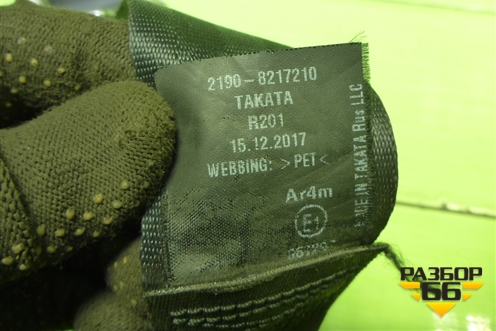 2190-8217210
TAKATA
R201
15.12.2017
WEBBING: >PET<
Ar4m
E1
MADE IN TAKATA Rus LLC
РАЗБОР
66